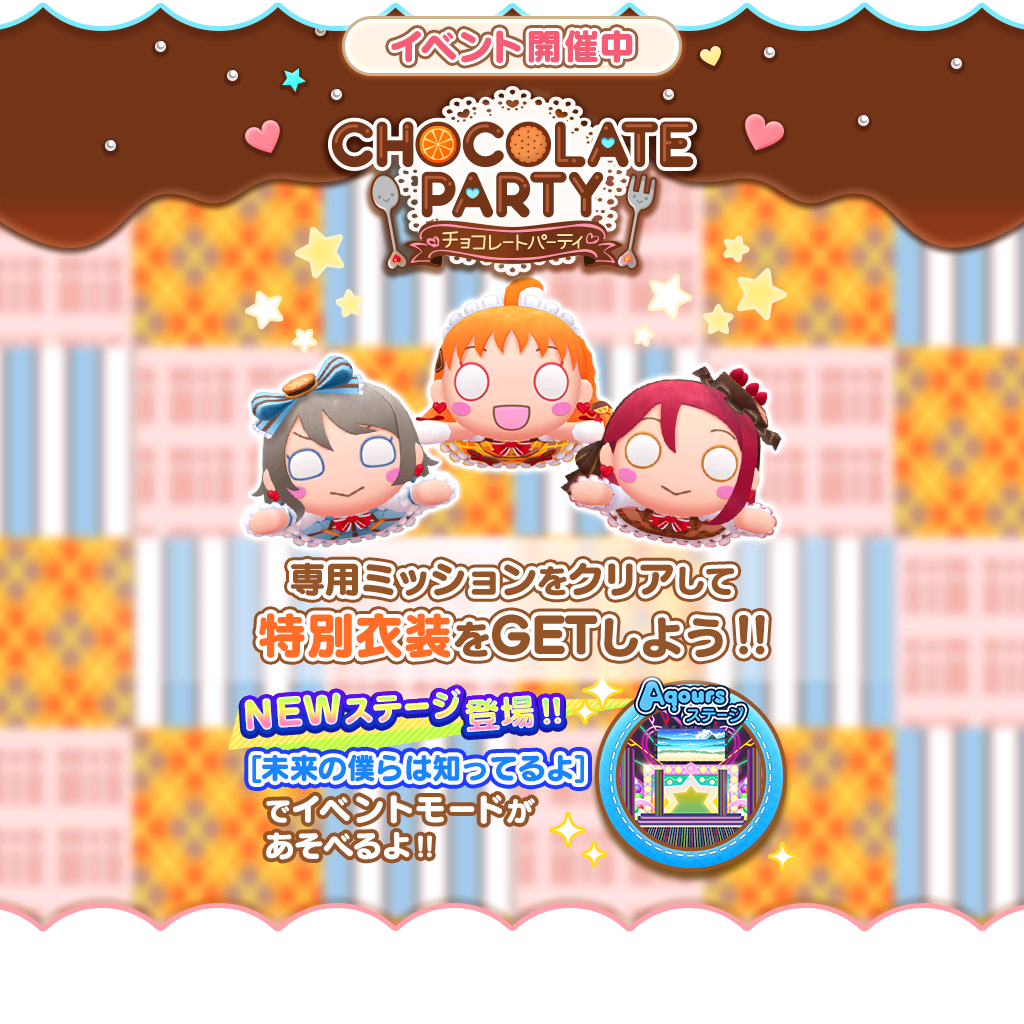 イベント開催中
CHOCOLATE
PARTY
チョコレートパーティ
専用ミッションをクリアして
特別衣装をGETしよう!!
NEWステージ登場!!
Aqours
ステージ
[未来の僕らは知ってるよ]
でイベントモードが
あそべるよ!!